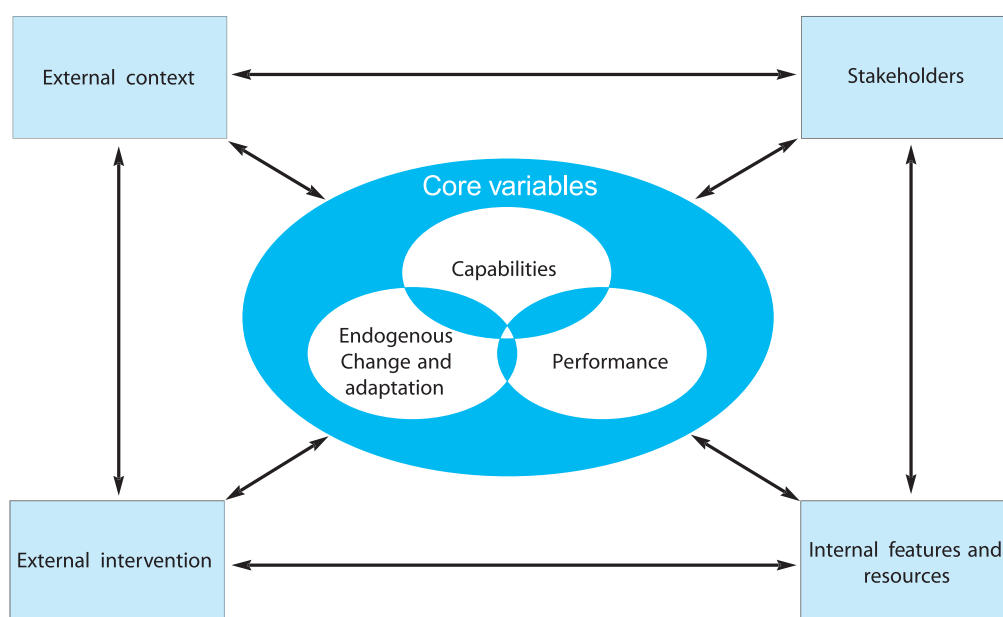 External context
Stakeholders
Core variables
Capabilities
Endogenous
Change and
adaptation
Performance
External intervention
Internal features and
resources